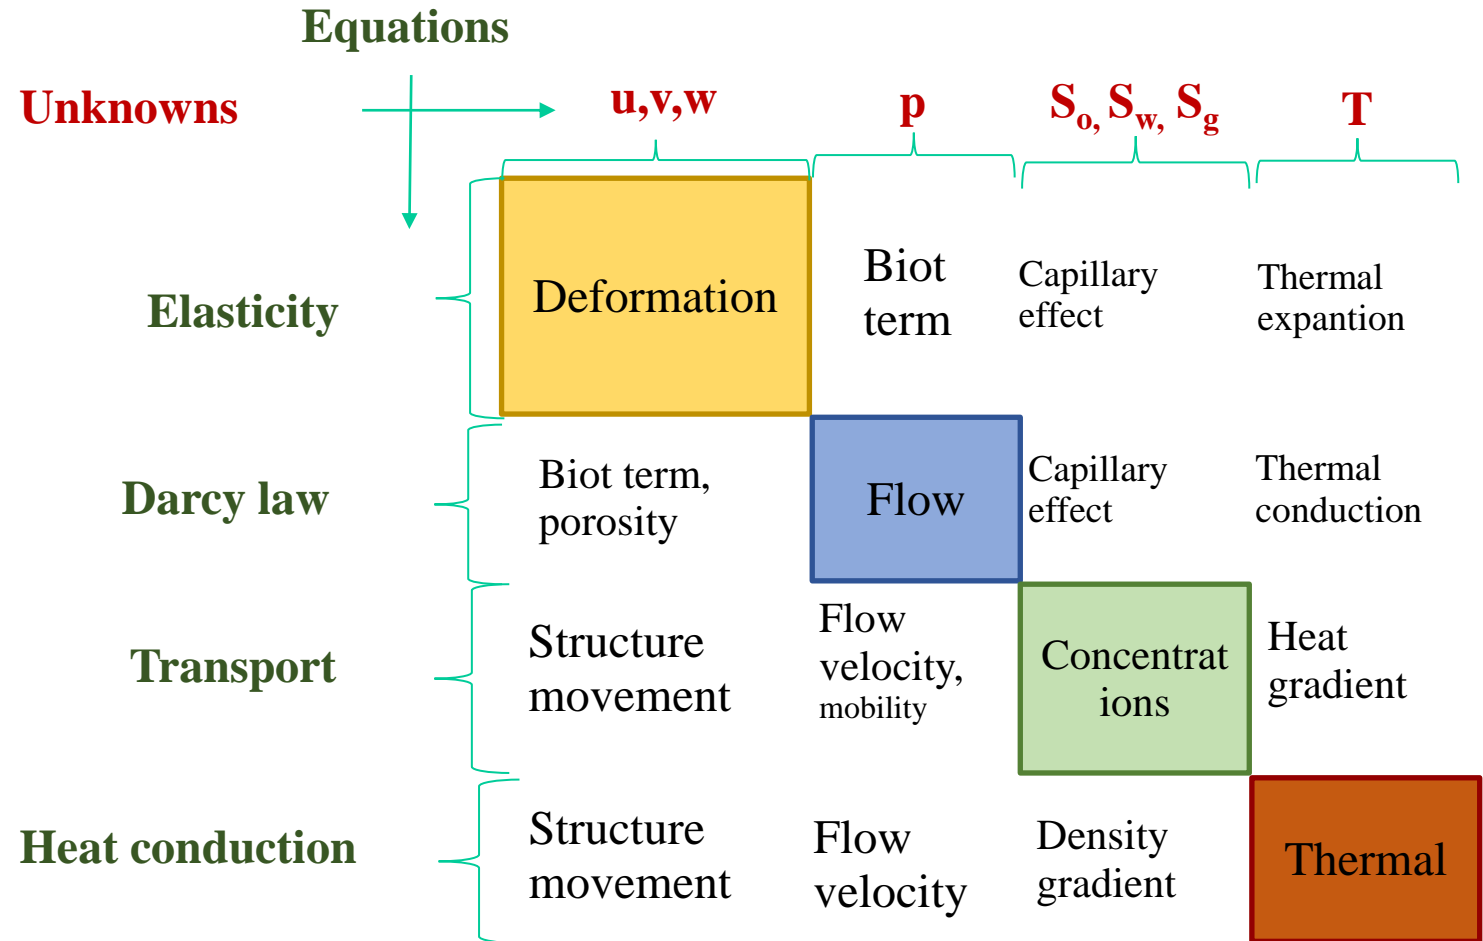 Equations
Unknowns
u,v,w
p
So, Sw, Sg
T
Elasticity
Deformation
Biot
term
Capillary
effect
Thermal
expantion
Darcy law
Biot term,
porosity
Flow
Capillary
effect
Thermal
conduction
Transport
Structure
movement
Flow
velocity,
mobility
Concentrat
ions
Heat
gradient
Heat conduction
Structure
movement
Flow
velocity
Density
gradient
Thermal